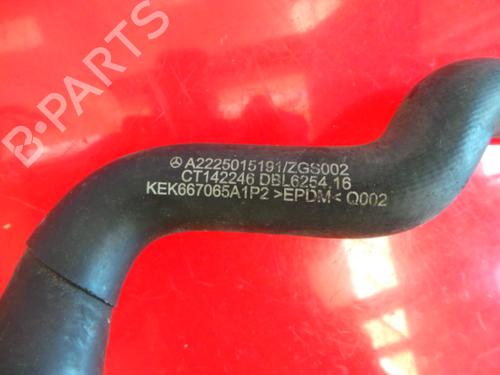 B-PARTS
A2225015191/ZGS002
CT142246 DBL6254.16
KEK667065A1P2 >EPDM< Q002